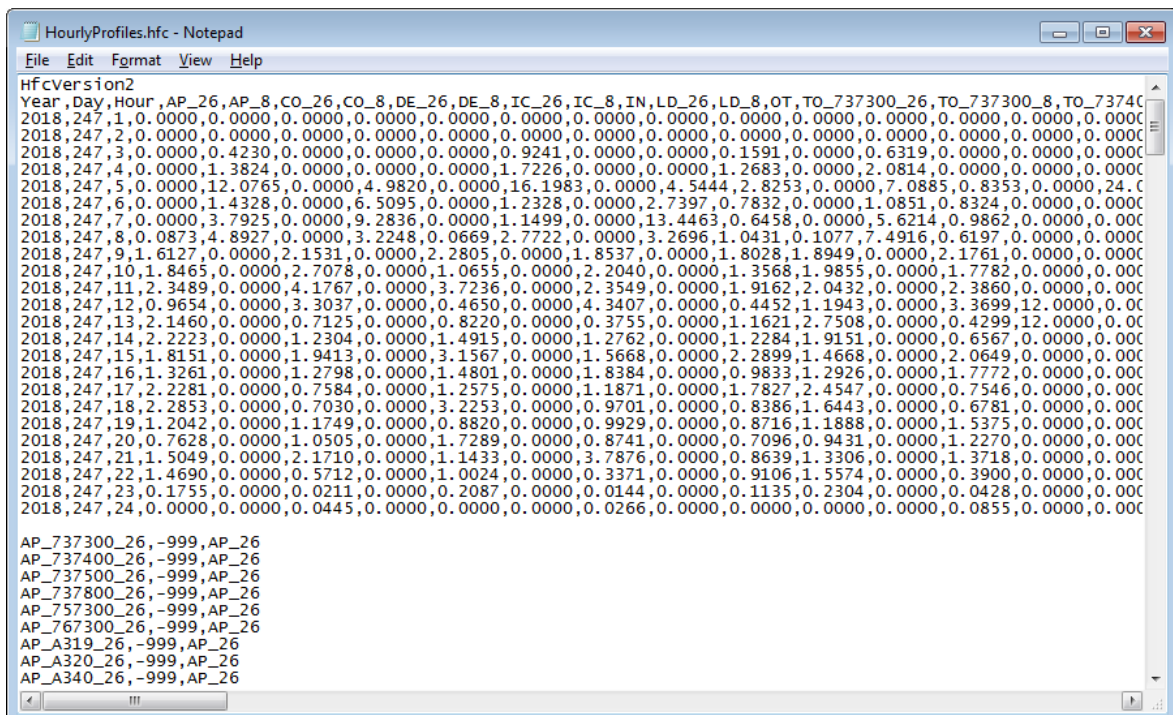 HourlyProfiles.hfc - Notepad
File Edit Format View Help
HfcVersion2
Year,Day,Hour,AP_26,AP_8,CO_26,CO_8,DE_26,DE_8,IC_26,IC_8,IN,LD_26,LD_8,OT,TO_737300_26,TO_737300_8,TO_7374C
2018,247,1,0.0000,0.0000,0.0000,0.0000,0.0000,0.0000,0.0000,0.0000,0.0000,0.0000,0.0000,0.0000,0.0000,0.000C
2018,247,2,0.0000,0.0000,0.0000,0.0000,0.0000,0.0000,0.0000,0.0000,0.0000,0.0000,0.0000,0.0000,0.0000,0.000C
2018,247,3,0.0000,0.4230,0.0000,0.0000,0.0000,0.9241,0.0000,0.0000,0.1591,0.0000,0.6319,0.0000,0.0000,0.000C
2018,247,4,0.0000,1.3824,0.0000,0.0000,0.0000,1.7226,0.0000,0.0000,1.2683,0.0000,2.0814,0.0000,0.0000,0.000C
2018,247,5,0.0000,12.0765,0.0000,4.9820,0.0000,16.1983,0.0000,4.5444,2.8253,0.0000,7.0885,0.8353,0.0000,24.0
2018,247,6,0.0000,1.4328,0.0000,6.5095,0.0000,1.2328,0.0000,2.7397,0.7832,0.0000,1.0851,0.8324,0.0000,0.000C
2018,247,7,0.0000,3.7925,0.0000,9.2836,0.0000,1.1499,0.0000,13.4463,0.6458,0.0000,5.6214,0.9862,0.0000,0.000
2018,247,8,0.0873,4.8927,0.0000,3.2248,0.0669,2.7722,0.0000,3.2696,1.0431,0.1077,7.4916,0.6197,0.0000,0.000C
2018,247,9,1.6127,0.0000,2.1531,0.0000,2.2805,0.0000,1.8537,0.0000,1.8028,1.8949,0.0000,2.1761,0.0000,0.000C
2018,247,10,1.8465,0.0000,2.7078,0.0000,1.0655,0.0000,2.2040,0.0000,1.3568,1.9855,0.0000,1.7782,0.0000,0.00C
2018,247,11,2.3489,0.0000,4.1767,0.0000,3.7236,0.0000,2.3549,0.0000,1.9162,2.0432,0.0000,2.3860,0.0000,0.00C
2018,247,12,0.9654,0.0000,3.3037,0.0000,0.4650,0.0000,4.3407,0.0000,0.4452,1.1943,0.0000,3.3699,12.0000,0.0C
2018,247,13,2.1460,0.0000,0.7125,0.0000,0.8220,0.0000,0.3755,0.0000,1.1621,2.7508,0.0000,0.4299,12.0000,0.0C
2018,247,14,2.2223,0.0000,1.2304,0.0000,1.4915,0.0000,1.2762,0.0000,1.2284,1.9151,0.0000,0.6567,0.0000,0.00C
2018,247,15,1.8151,0.0000,1.9413,0.0000,3.1567,0.0000,1.5668,0.0000,2.2899,1.4668,0.0000,2.0649,0.0000,0.00C
2018,247,16,1.3261,0.0000,1.2798,0.0000,1.4801,0.0000,1.8384,0.0000,0.9833,1.2926,0.0000,1.7772,0.0000,0.00C
2018,247,17,2.2281,0.0000,0.7584,0.0000,1.2575,0.0000,1.1871,0.0000,1.7827,2.4547,0.0000,0.7546,0.0000,0.00C
2018,247,18,2.2853,0.0000,0.7030,0.0000,3.2253,0.0000,0.9701,0.0000,0.8386,1.6443,0.0000,0.6781,0.0000,0.00C
2018,247,19,1.2042,0.0000,1.1749,0.0000,0.8820,0.0000,0.9929,0.0000,0.8716,1.1888,0.0000,1.5375,0.0000,0.00C
2018,247,20,0.7628,0.0000,1.0505,0.0000,1.7289,0.0000,0.8741,0.0000,0.7096,0.9431,0.0000,1.2270,0.0000,0.00C
2018,247,21,1.5049,0.0000,2.1710,0.0000,1.1433,0.0000,3.7876,0.0000,0.8639,1.3306,0.0000,1.3718,0.0000,0.00C
2018,247,22,1.4690,0.0000,0.5712,0.0000,1.0024,0.0000,0.3371,0.0000,0.9106,1.5574,0.0000,0.3900,0.0000,0.00C
2018,247,23,0.1755,0.0000,0.0211,0.0000,0.2087,0.0000,0.0144,0.0000,0.1135,0.2304,0.0000,0.0428,0.0000,0.00C
2018,247,24,0.0000,0.0000,0.0445,0.0000,0.0000,0.0000,0.0266,0.0000,0.0000,0.0000,0.0000,0.0855,0.0000,0.00C
AP_737300_26,-999,AP_26
AP_737400_26,-999,AP_26
AP_737500_26,-999,AP_26
AP_737800_26,-999,AP_26
AP_757300_26,-999,AP_26
AP_767300_26,-999,AP_26
AP_A319_26,-999,AP_26
AP_A320_26,-999,AP_26
AP_A340_26,-999,AP_26